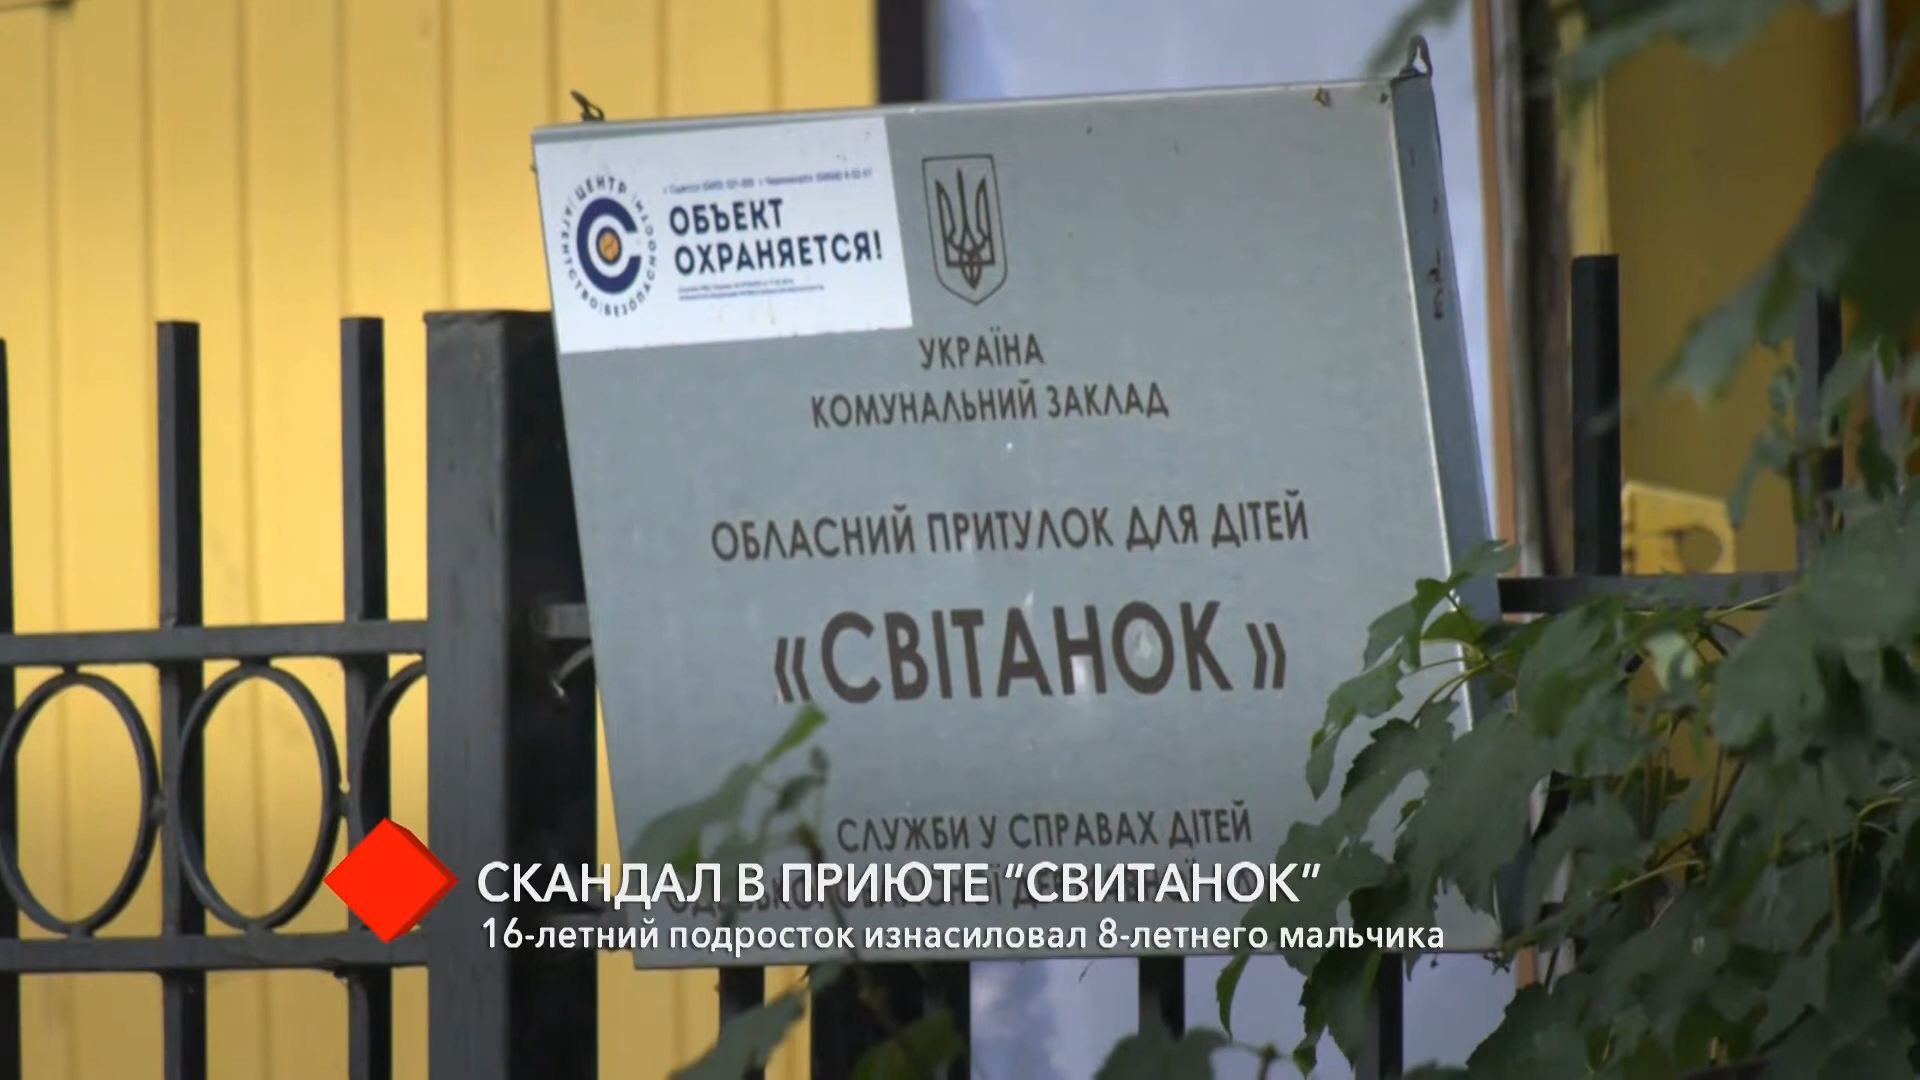 ЦЕНТР
АГЕНТСТВО БЕЗОПАСНОСТИ
ОБЪЕКТ
ОХРАНЯЕТСЯ!
УКРАЇНА
КОМУНАЛЬНИЙ ЗАКЛАД
ОБЛАСНИЙ ПРИТУЛОК ДЛЯ ДІТЕЙ
«СВІТАНОК»
СЛУЖБИ У СПРАВАХ ДІТЕЙ
СКАНДАЛ В ПРИЮТЕ “СВИТАНОК”
16-летний подросток изнасиловал 8-летнего мальчика